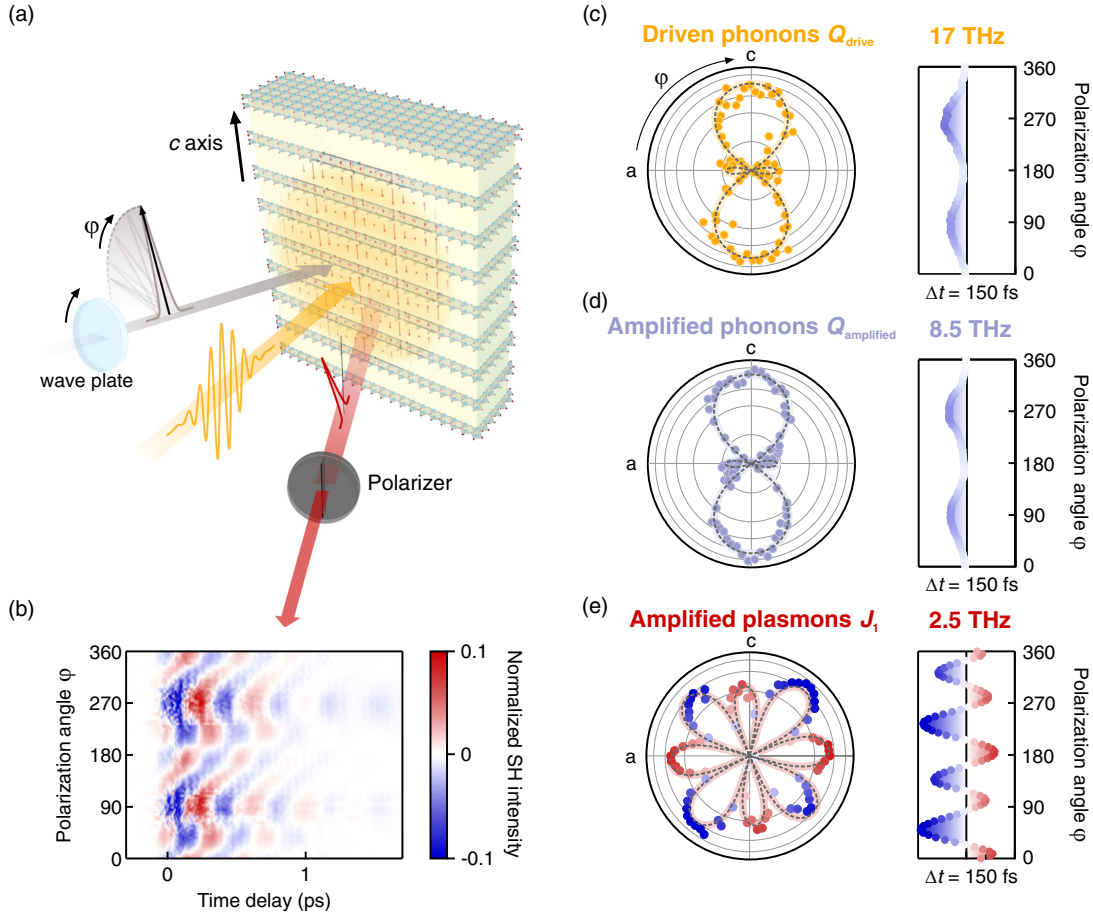 (a)
c axis
φ
wave plate
Polarizer
(b)
Polarization angle φ
360
270
180
90
0
0
1
Time delay (ps)
0.1
0
-0.1
Normalized SH intensity
(c)
Driven phonons Qdrive
17 THz
c
φ
a
360
270
180
90
0
Polarization angle φ
Δt = 150 fs
(d)
Amplified phonons Qamplified
8.5 THz
c
a
360
270
180
90
0
Polarization angle φ
Δt = 150 fs
(e)
Amplified plasmons J1
2.5 THz
c
a
360
270
180
90
0
Polarization angle φ
Δt = 150 fs